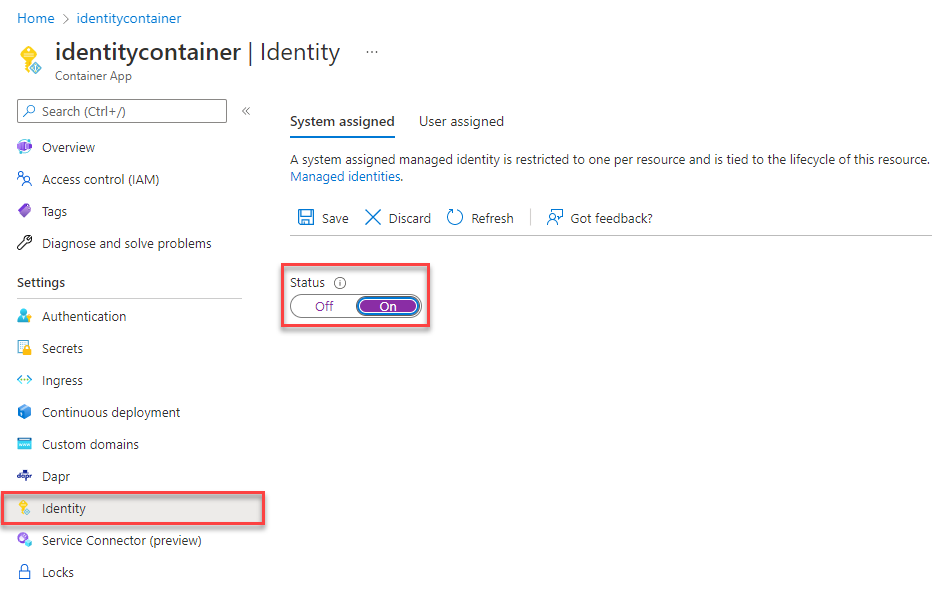 Home > identitycontainer
identitycontainer | Identity ...
Container App
Search (Ctrl+/) «
Overview
Access control (IAM)
Tags
Diagnose and solve problems
Settings
Authentication
Secrets
Ingress
Continuous deployment
Custom domains
dapr Dapr
Identity
Service Connector (preview)
Locks
System assigned User assigned
A system assigned managed identity is restricted to one per resource and is tied to the lifecycle of this resource.
Managed identities.
Save Discard Refresh Got feedback?
Status
Off On